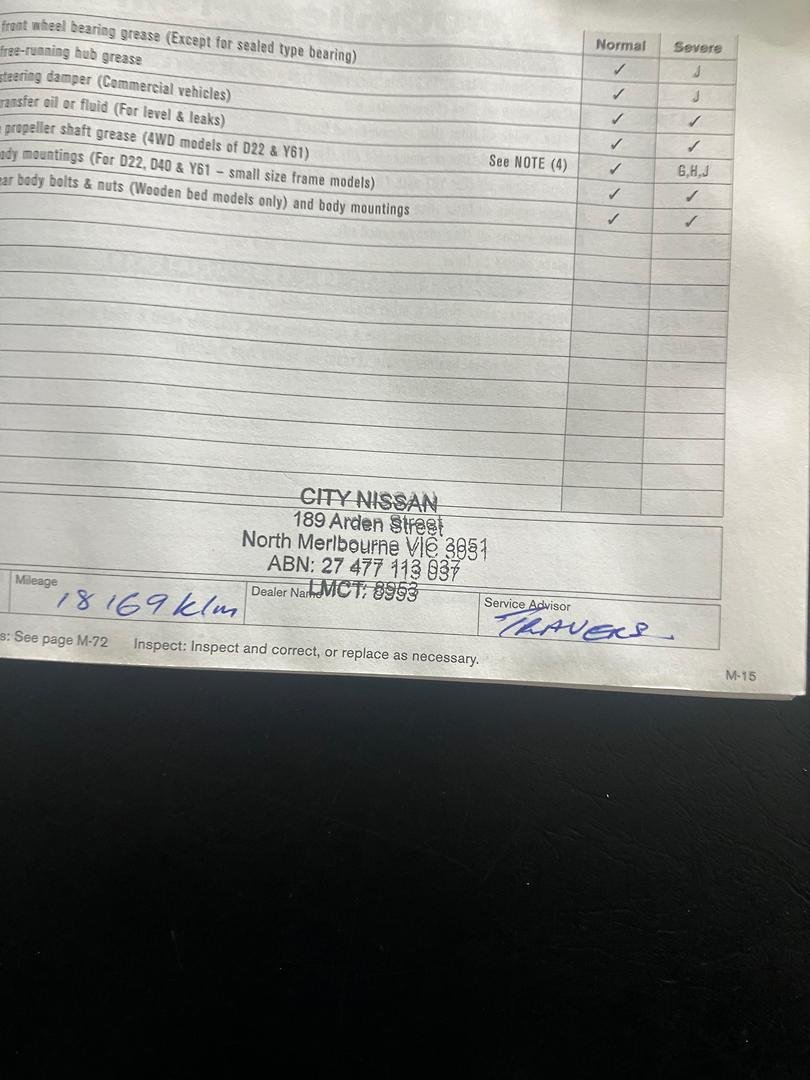 Normal Severe
front wheel bearing grease (Except for sealed type bearing) ✓ J
free-running hub grease ✓ J
steering damper (Commercial vehicles) ✓ ✓
transfer oil or fluid (For level & leaks) ✓ ✓
propeller shaft grease (4WD models of D22 & Y61) See NOTE (4) ✓ G,H,J
ody mountings (For D22, D40 & Y61 – small size frame models) ✓ ✓
ear body bolts & nuts (Wooden bed models only) and body mountings ✓ ✓
CITY NISSAN
189 Arden Street
North Merlbourne VIC 3051
ABN: 27 477 113 037
LMCT: 8953
Mileage 18169 klm Dealer Name Service Advisor TRAVERS
s: See page M-72 Inspect: Inspect and correct, or replace as necessary.
M-15